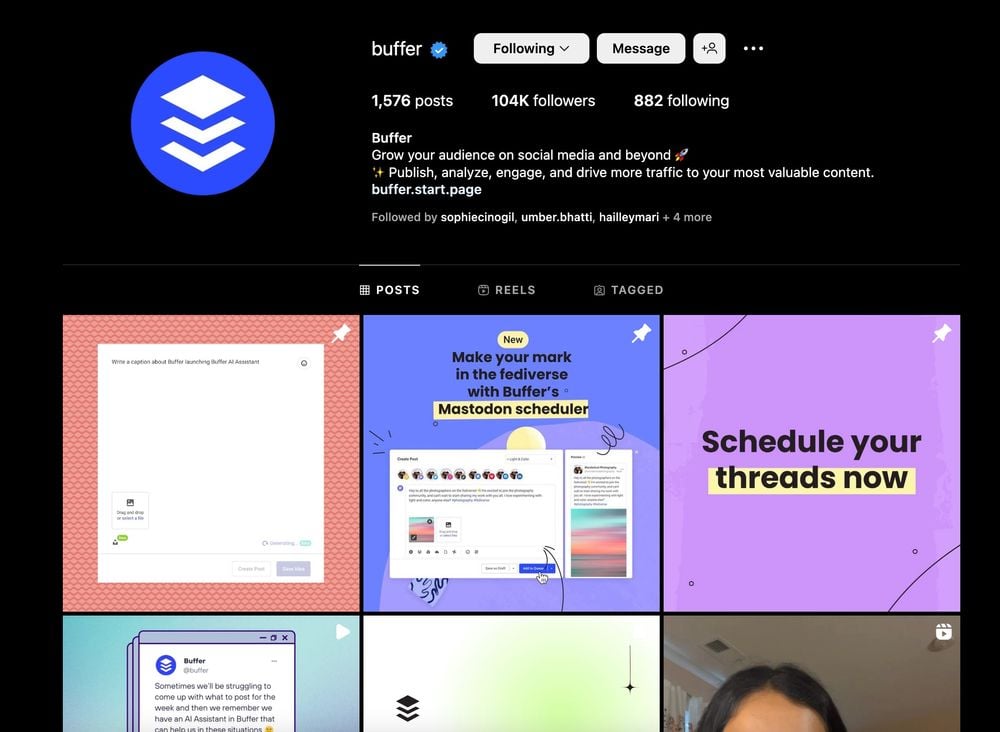 buffer
Following
Message
1,576 posts 104K followers 882 following
Buffer
Grow your audience on social media and beyond 🚀
✨ Publish, analyze, engage, and drive more traffic to your most valuable content.
buffer.start.page
Followed by sophiecinogil, umber.bhatti, hailleymari + 4 more
POSTS REELS TAGGED
Write a caption about Buffer launching Buffer AI Assistant
Drag and drop
or select a file
New
Generating...
Create Post
Save Idea
New
Make your mark
in the fediverse
with Buffer's
Mastodon scheduler
Create Post
Preview
Save as Draft
Add to Queue
Schedule your
threads now
Buffer
@buffer
Sometimes we'll be struggling to
come up with what to post for the
week and then we remember we
have an AI Assistant in Buffer that
can help us in these situations